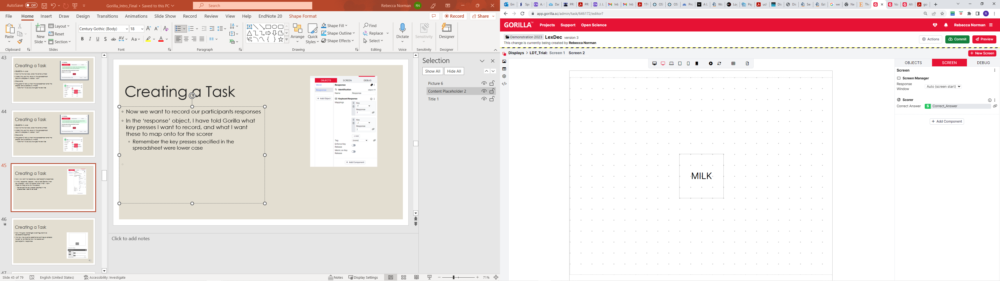 AutoSave Off
Gorilla_Intro_Final • Saved to this PC
Search
Rebecca Norman RN
File Home Insert Draw Design Transitions Animations Slide Show Record Review View Help EndNote 20 Shape Format
Record Share
Paste
Clipboard
New Slide
Layout
Reset
Section
Slides
Century Gothic (Body) 18
Font
Paragraph
Arrange
Quick Styles
Shape Fill
Shape Outline
Shape Effects
Drawing
Find
Replace
Select
Editing
Dictate
Voice
Sensitivity
Sensitivity
Designer
Designer
43
Creating a Task
44
Creating a Task
45
Creating a Task
46
Creating a Task
47
Creating a Task
Now we want to record our participants responses
In the ‘response’ object, I have told Gorilla what
key presses I want to record, and what I want
these to map onto for the scorer
Remember the key presses specified in the
spreadsheet were lower case
OBJECTS SCREEN DEBUG
Word
Response
+ Add Object
Response
Identification
Name Response
Keyboard Response
Mappings
Key
F
Response
f
Key
J
Response
j
+ Add
Tag (none)
Enforce Key
Release
Metric on Key
Release
+ Add Component
Click to add notes
Selection
Show All Hide All
Picture 6
Content Placeholder 2
Title 1
Slide 45 of 79 English (United States) Accessibility: Investigate
Notes Display Settings 71%
app.gorilla.sc/admin/task/646172/editor?
GORILLA Projects Support Open Science
Rebecca Norman
Demonstration 2023 LexDec version 3
This change is currently being created by Rebecca Norman
Actions Commit Preview
Displays > LDT_Trial: Screen 1 Screen 2
+ New Screen
OBJECTS SCREEN DEBUG
Screen
Screen Manager
Response
Window
Auto (screen start)
Scorer
Correct Answer S Correct_Answer
+ Add Component
MILK